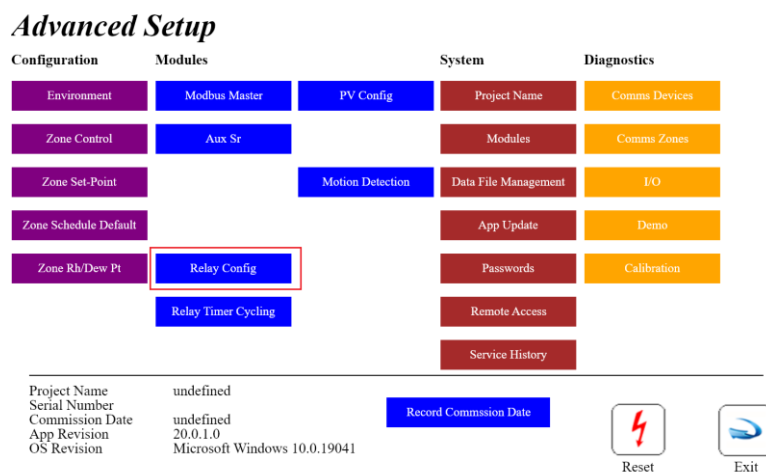 Advanced Setup
Configuration Modules System Diagnostics
Environment Modbus Master PV Config Project Name Comms Devices
Zone Control Aux Sr Modules Comms Zones
Zone Set-Point Motion Detection Data File Management I/O
Zone Schedule Default App Update Demo
Zone Rh/Dew Pt Relay Config Passwords Calibration
Relay Timer Cycling Remote Access
Service History
Project Name undefined
Serial Number
Commission Date undefined
App Revision 20.0.1.0
OS Revision Microsoft Windows 10.0.19041
Record Commssion Date
Reset Exit